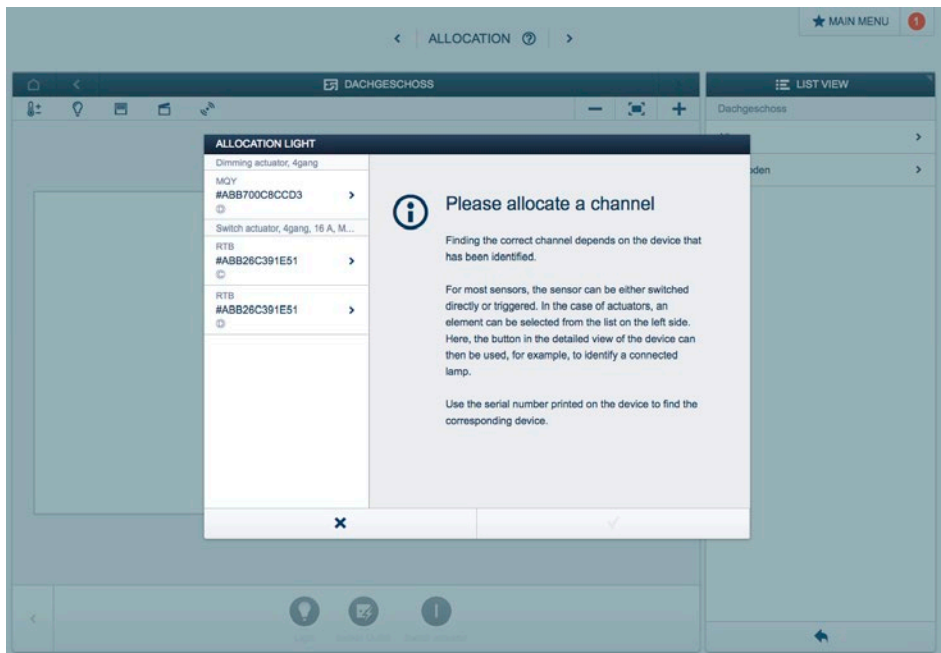 MAIN MENU
1
ALLOCATION
DACHGESCHOSS
LIST VIEW
Dachgeschoss
ALLOCATION LIGHT
Dimming actuator, 4gang
MQY
#ABB700C8CCD3
Switch actuator, 4gang, 16 A, M...
RTB
#ABB26C391E51
RTB
#ABB26C391E51
Please allocate a channel
Finding the correct channel depends on the device that
has been identified.
For most sensors, the sensor can be either switched
directly or triggered. In the case of actuators, an
element can be selected from the list on the left side.
Here, the button in the detailed view of the device can
then be used, for example, to identify a connected
lamp.
Use the serial number printed on the device to find the
corresponding device.
Light